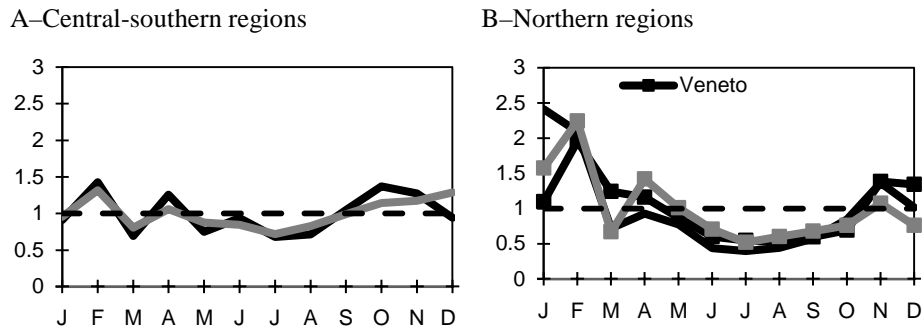 A–Central-southern regions
3
2.5
2
1.5
1
0.5
0
J F M A M J J A S O N D
B–Northern regions
3
2.5
2
1.5
1
0.5
0
Veneto
J F M A M J J A S O N D